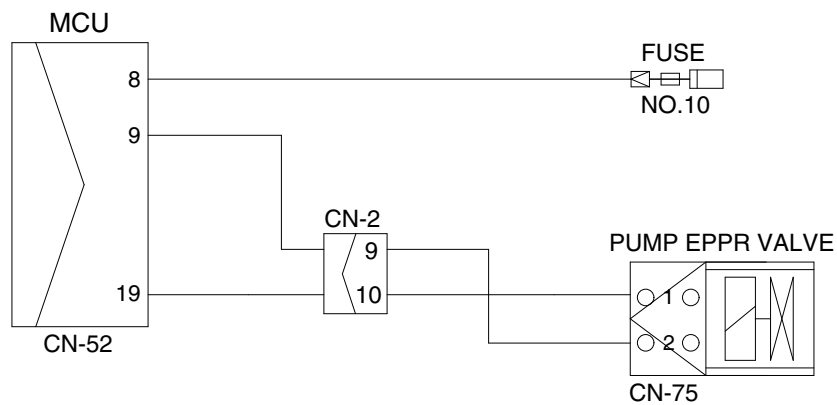 MCU
8
FUSE
NO.10
9
CN-2
9
PUMP EPPR VALVE
19
10
1
CN-52
2
CN-75